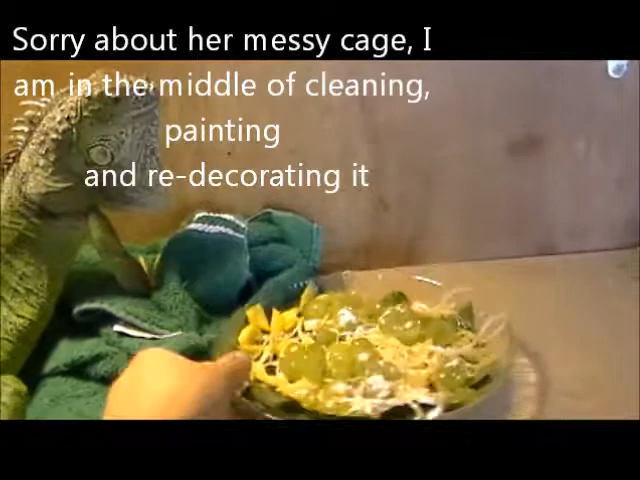 Sorry about her messy cage, I
am in the middle of cleaning,
painting
and re-decorating it